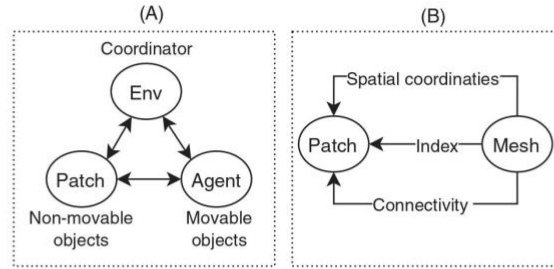 (A)
Coordinator
Env
Patch
Agent
Non-movable
objects
Movable
objects
(B)
Spatial coordinaties
Patch
Index
Mesh
Connectivity